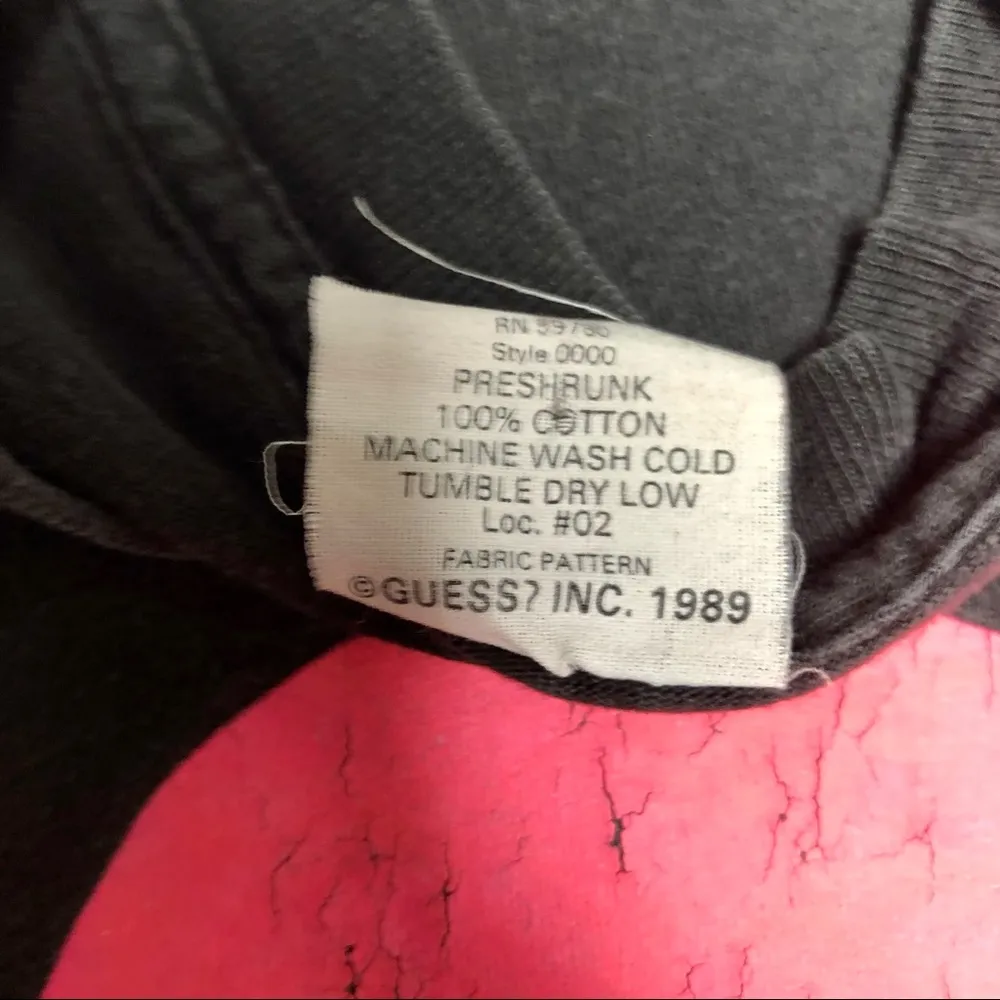 RN 59786
Style 0000
PRESHRUNK
100% COTTON
MACHINE WASH COLD
TUMBLE DRY LOW
Loc. #02
FABRIC PATTERN
©GUESS? INC. 1989